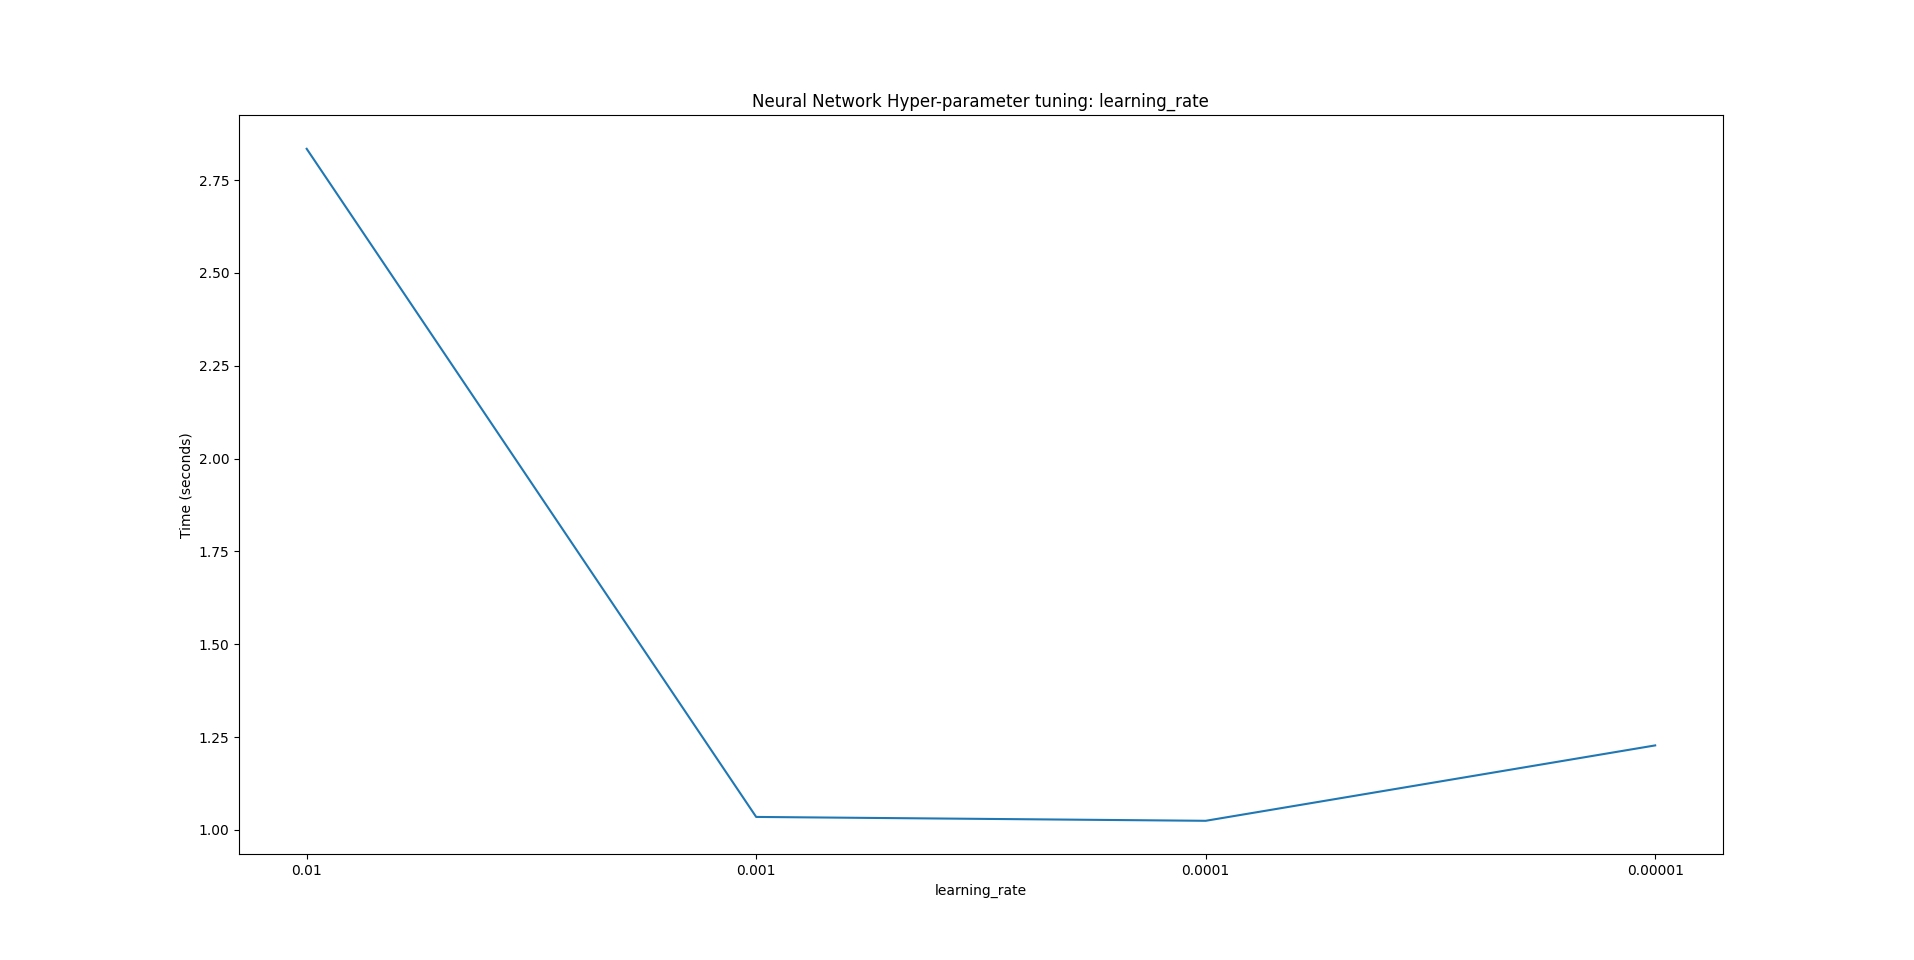 Neural Network Hyper-parameter tuning: learning_rate
2.75
2.50
2.25
2.00
1.75
1.50
1.25
1.00
Time (seconds)
0.01 0.001 0.0001 0.00001
learning_rate